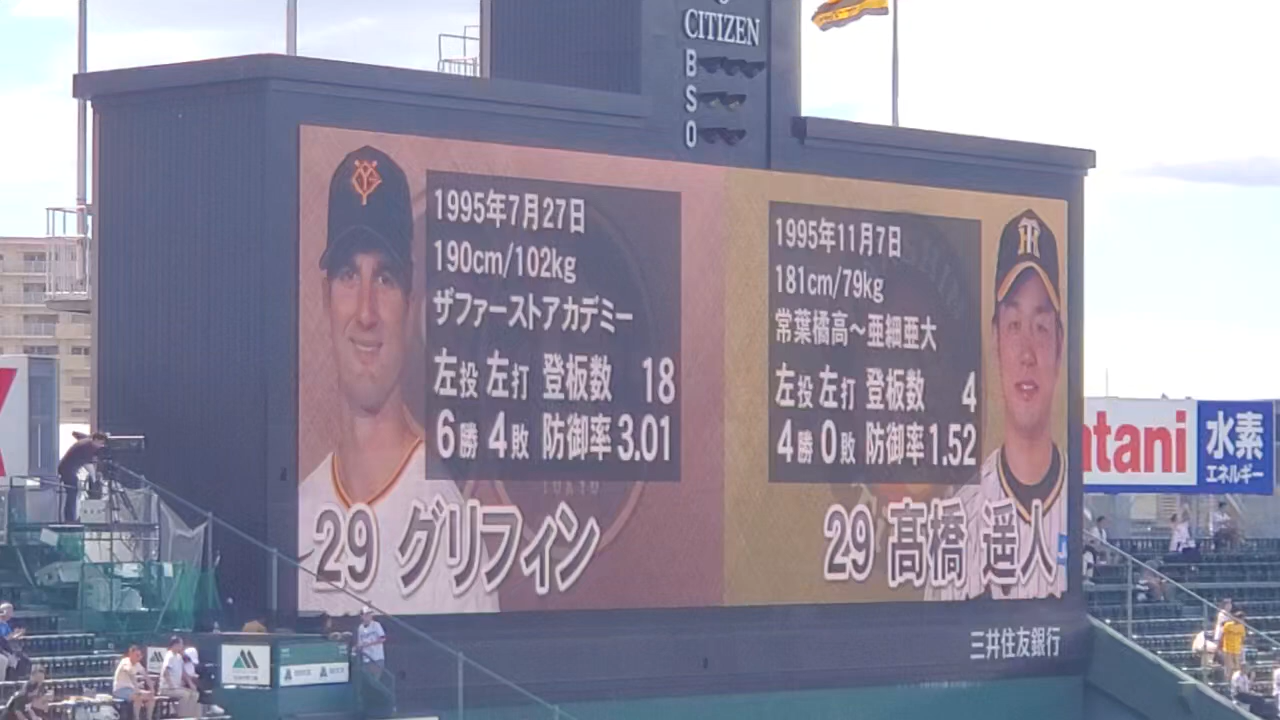 CITIZEN
B
S
O
1995年7月27日
190cm/102kg
ザファーストアカデミー
左投 左打 登板数 18
6勝 4敗 防御率3.01
29 グリフィン
1995年11月7日
181cm/79kg
常葉橘高～亜細亜大
左投 左打 登板数 4
4勝 0敗 防御率1.52
29 髙橋 遥人
atani
水素
エネルギー
三井住友銀行
TOKYO